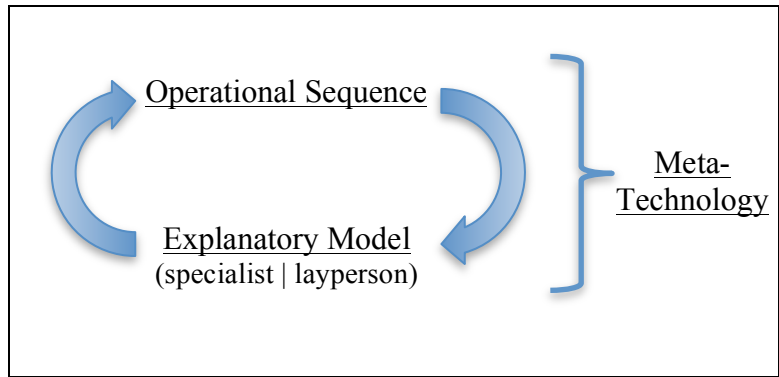 Operational Sequence
Explanatory Model
(specialist | layperson)
Meta-
Technology